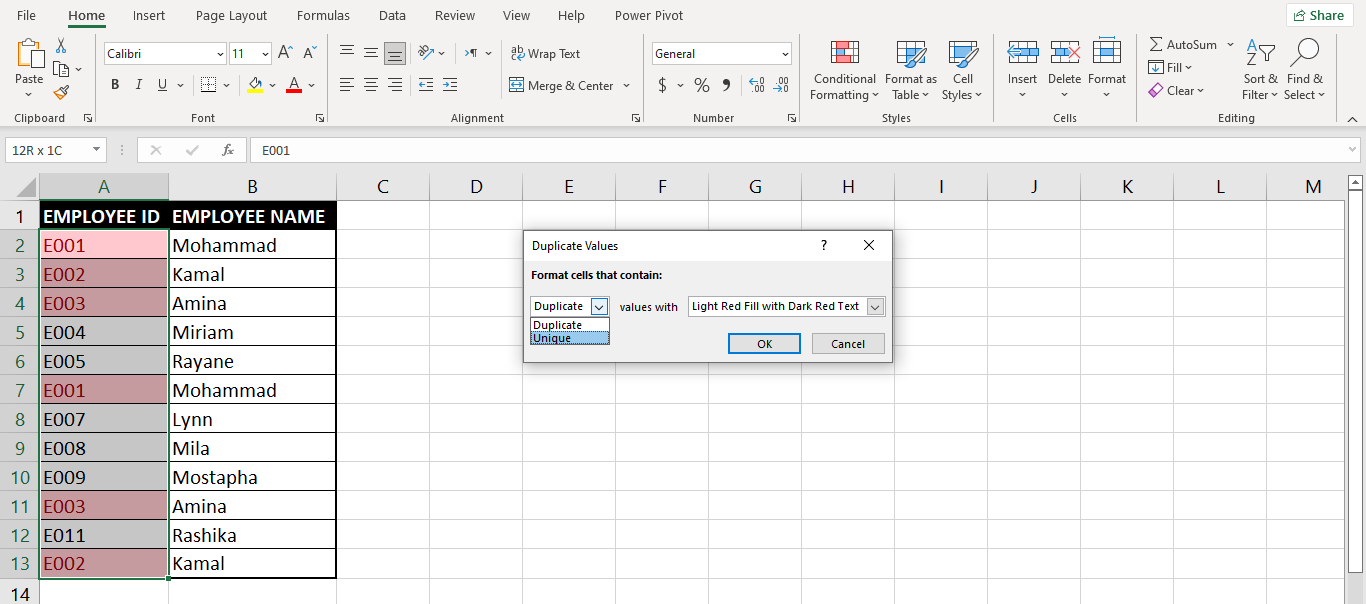 File Home Insert Page Layout Formulas Data Review View Help Power Pivot Share
Calibri 11 A^ A˅ ab Wrap Text General AutoSum
Paste B I U A Merge & Center $ % 9 Conditional Formatting Format as Table Cell Styles Insert Delete Format Fill Clear Sort & Filter Find & Select
Clipboard Font Alignment Number Styles Cells Editing
12R x 1C fx E001
A B C D E F G H I J K L M
1 EMPLOYEE ID EMPLOYEE NAME
2 E001 Mohammad
3 E002 Kamal
4 E003 Amina
5 E004 Miriam
6 E005 Rayane
7 E001 Mohammad
8 E007 Lynn
9 E008 Mila
10 E009 Mostapha
11 E003 Amina
12 E011 Rashika
13 E002 Kamal
14
Duplicate Values ?
Format cells that contain:
Duplicate values with Light Red Fill with Dark Red Text
Duplicate
Unique
OK Cancel